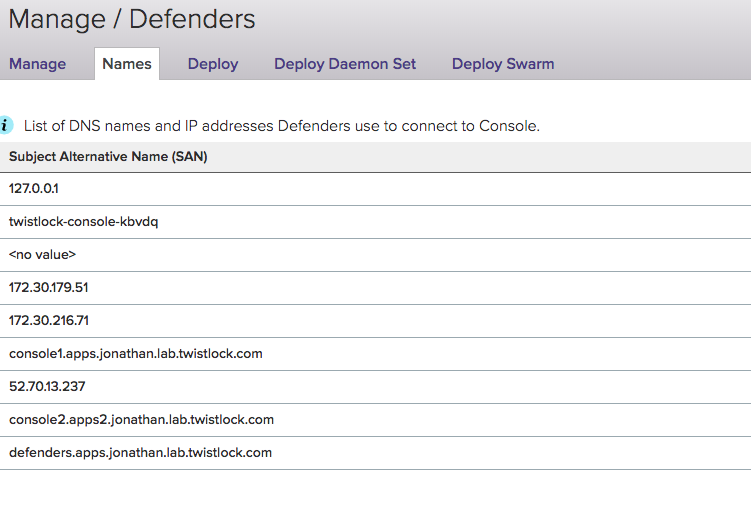 Manage / Defenders
Manage Names Deploy Deploy Daemon Set Deploy Swarm
i List of DNS names and IP addresses Defenders use to connect to Console.
Subject Alternative Name (SAN)
127.0.0.1
twistlock-console-kbvdq
<no value>
172.30.179.51
172.30.216.71
console1.apps.jonathan.lab.twistlock.com
52.70.13.237
console2.apps2.jonathan.lab.twistlock.com
defenders.apps.jonathan.lab.twistlock.com